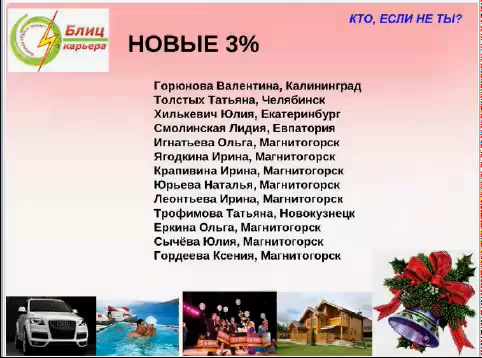 Блиц
карьера
КТО, ЕСЛИ НЕ ТЫ?
НОВЫЕ 3%
Горюнова Валентина, Калининград
Толстых Татьяна, Челябинск
Хилькевич Юлия, Екатеринбург
Смолинская Лидия, Евпатория
Игнатьева Ольга, Магнитогорск
Ягодкина Ирина, Магнитогорск
Крапивина Ирина, Магнитогорск
Юрьева Наталья, Магнитогорск
Леонтьева Ирина, Магнитогорск
Трофимова Татьяна, Новокузнецк
Еркина Ольга, Магнитогорск
Сычёва Юлия, Магнитогорск
Гордеева Ксения, Магнитогорск